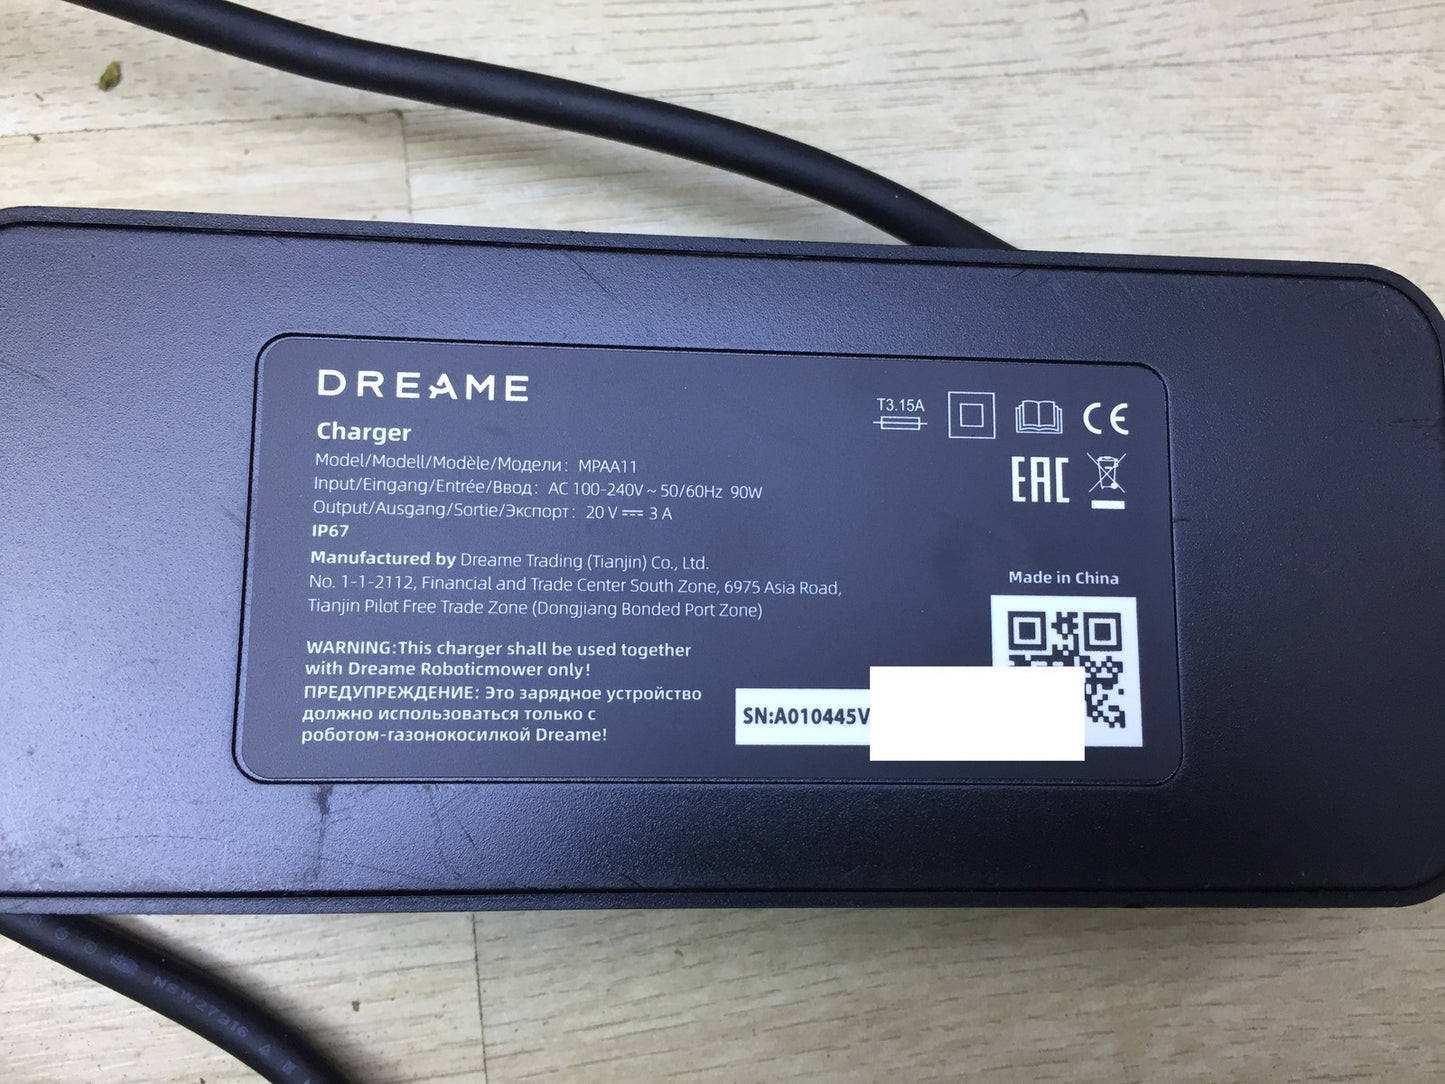 DREAME
Charger
Model/Modell/Modèle/Модели: MPAA11
Input/Eingang/Entrée/Ввод: AC 100-240V ~ 50/60Hz 90W
Output/Ausgang/Sortie/Экспорт: 20 V ⎓ 3 A
IP67
Manufactured by Dreame Trading (Tianjin) Co., Ltd.
No. 1-1-2112, Financial and Trade Center South Zone, 6975 Asia Road,
Tianjin Pilot Free Trade Zone (Dongjiang Bonded Port Zone)
WARNING:This charger shall be used together
with Dreame Roboticmower only!
ПРЕДУПРЕЖДЕНИЕ: Это зарядное устройство
должно использоваться только с
роботом-газонокосилкой Dreame!
T3.15A
CE
EAC
Made in China
SN:A010445V